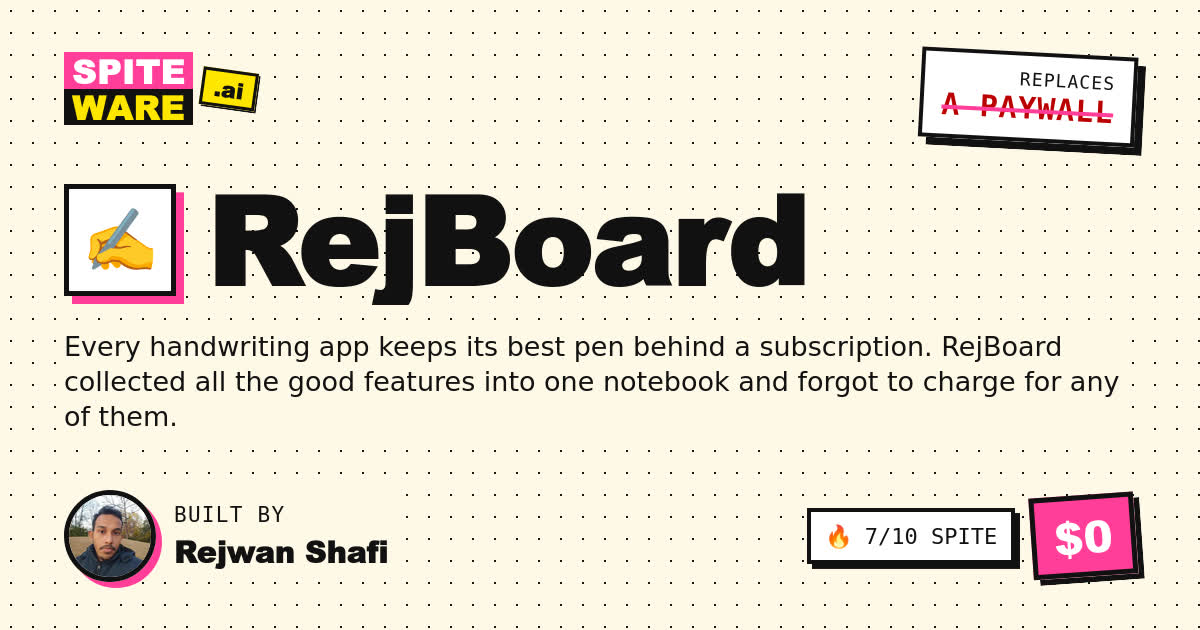 SPITE
WARE
.ai
REPLACES
A PAYWALL
RejBoard
Every handwriting app keeps its best pen behind a subscription. RejBoard
collected all the good features into one notebook and forgot to charge for any
of them.
BUILT BY
Rejwan Shafi
🔥 7/10 SPITE
$0